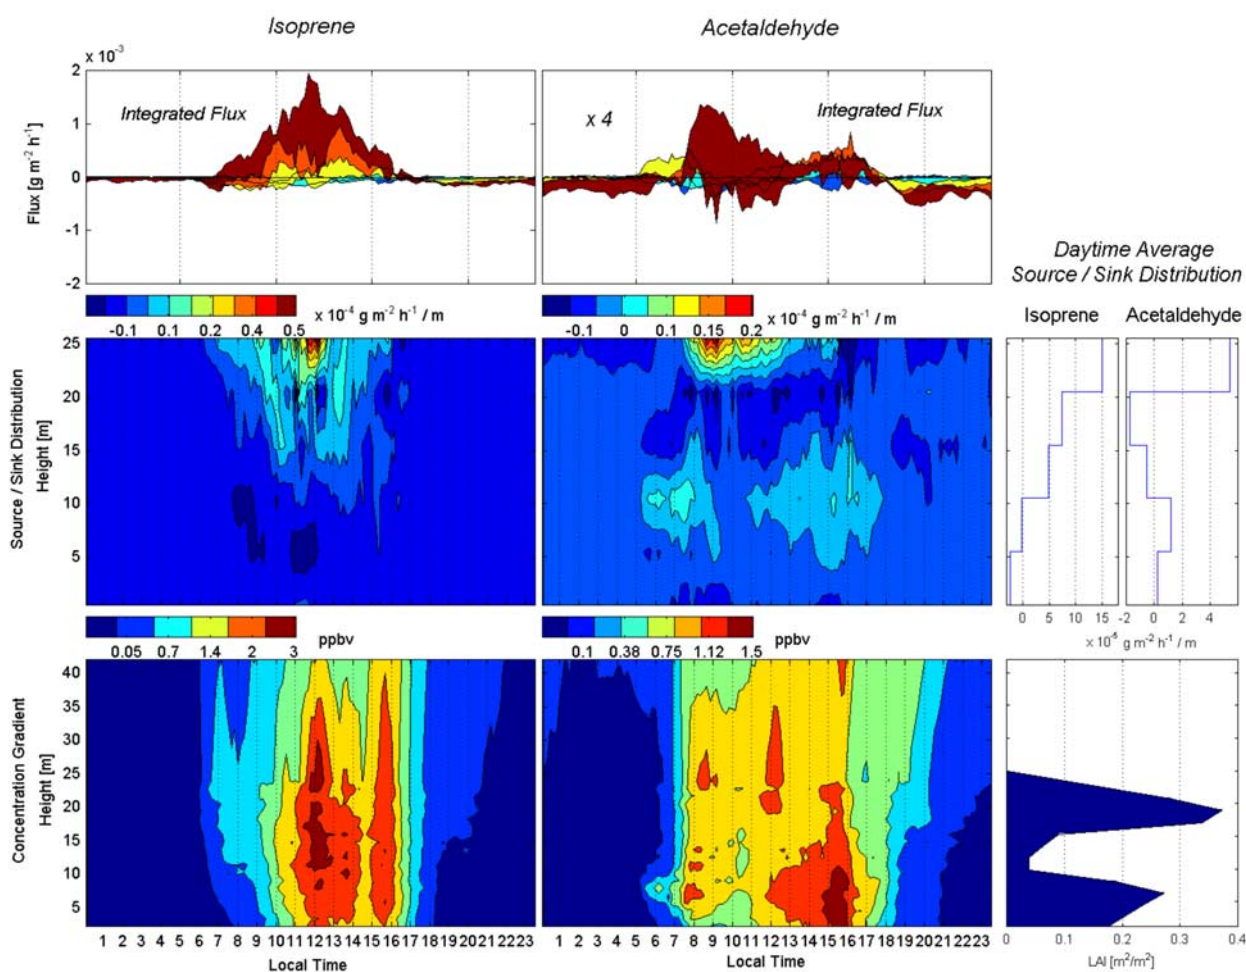 Isoprene
Acetaldehyde
x 10⁻³
2
1
0
-1
-2
Flux [g m⁻² h⁻¹]
Integrated Flux
x 4
Integrated Flux
Daytime Average
Source / Sink Distribution
-0.1 0.1 0.2 0.4 0.5
x 10⁻⁴ g m⁻² h⁻¹ / m
-0.1 0 0.1 0.15 0.2
x 10⁻⁴ g m⁻² h⁻¹ / m
Isoprene
Acetaldehyde
Source / Sink Distribution
Height [m]
25
20
15
10
5
0 5 10 15
-2 0 2 4
x 10⁻⁵ g m⁻² h⁻¹ / m
0.05 0.7 1.4 2 3
ppbv
0.1 0.38 0.75 1.12 1.5
ppbv
Concentration Gradient
Height [m]
40
35
30
25
20
15
10
5
1 2 3 4 5 6 7 8 9 10 11 12 13 14 15 16 17 18 19 20 21 22 23
Local Time
1 2 3 4 5 6 7 8 9 10 11 12 13 14 15 16 17 18 19 20 21 22 23
Local Time
0 0.1 0.2 0.3 0.4
LAI [m²/m²]